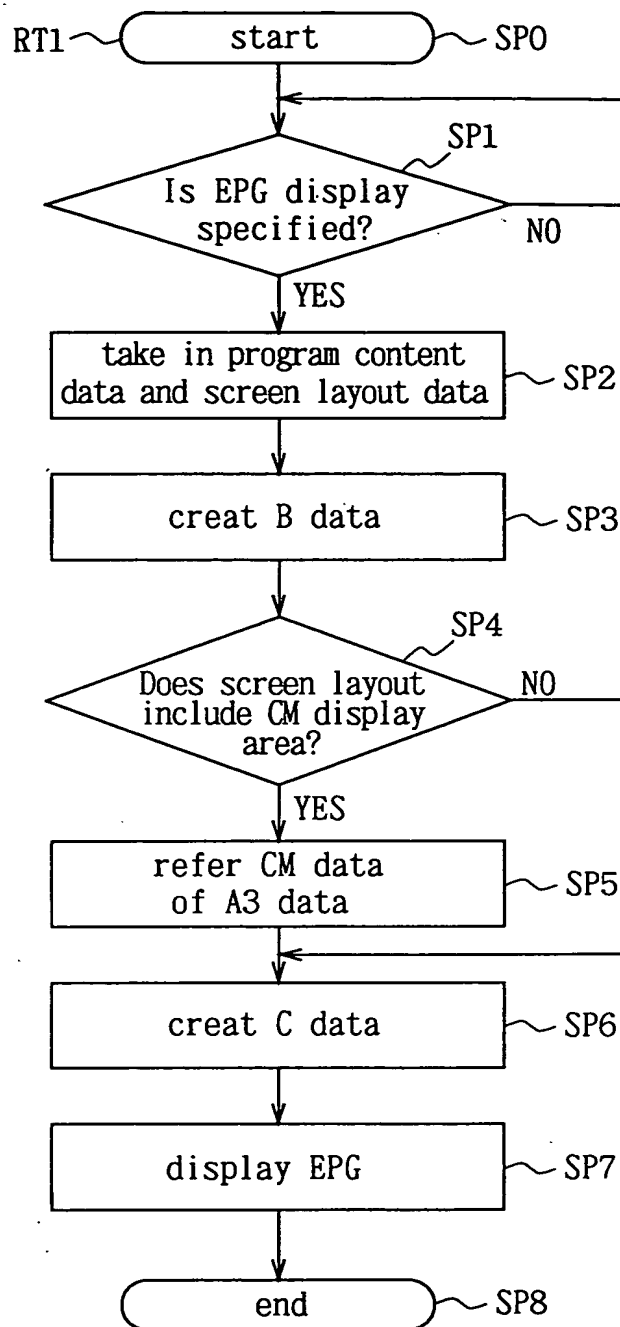 RT1
start
SP0
SP1
Is EPG display
specified?
NO
YES
take in program content
data and screen layout data
SP2
creat B data
SP3
SP4
Does screen layout
include CM display
area?
NO
YES
refer CM data
of A3 data
SP5
creat C data
SP6
display EPG
SP7
end
SP8